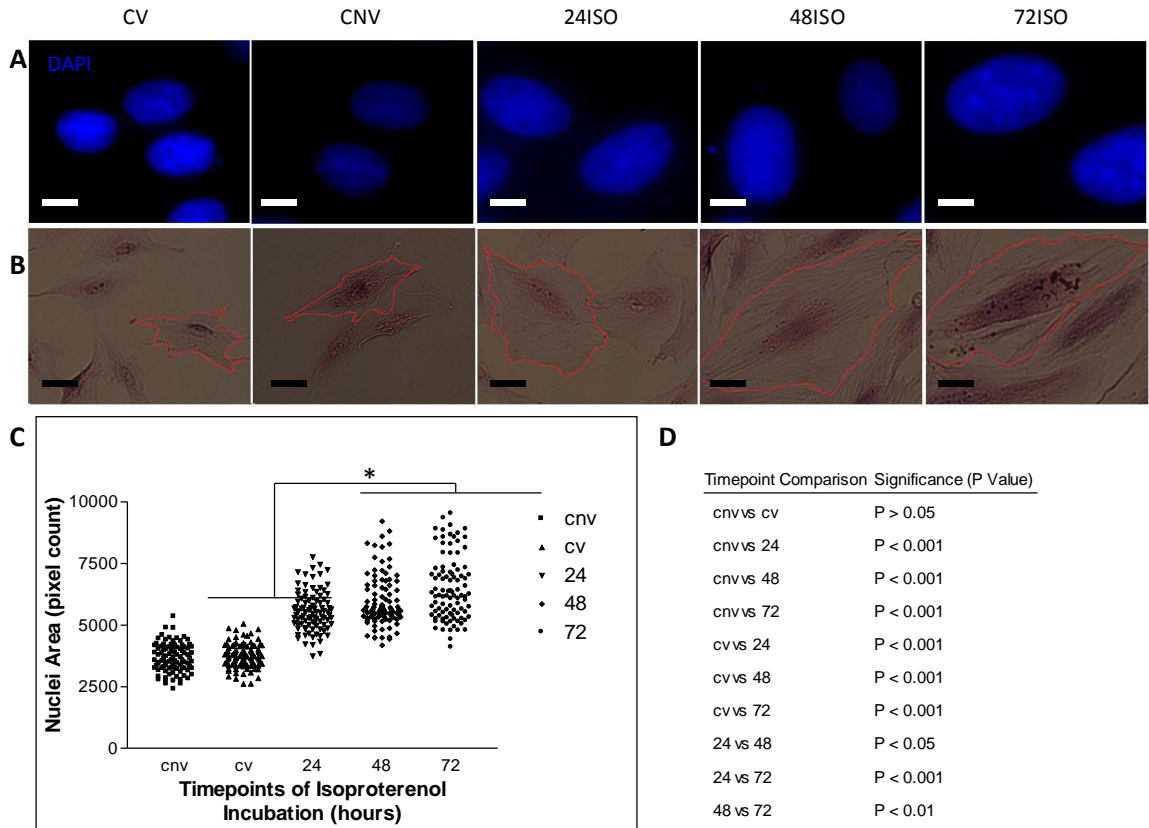 CV CNV 24ISO 48ISO 72ISO
A
DAPI
B
C
*
10000
7500
5000
2500
0
Nuclei Area (pixel count)
cnv cv 24 48 72
Timepoints of Isoproterenol
Incubation (hours)
cnv
cv
24
48
72
D
Timepoint Comparison Significance (P Value)
cnv vs cv P > 0.05
cnv vs 24 P < 0.001
cnv vs 48 P < 0.001
cnv vs 72 P < 0.001
cv vs 24 P < 0.001
cv vs 48 P < 0.001
cv vs 72 P < 0.001
24 vs 48 P < 0.05
24 vs 72 P < 0.001
48 vs 72 P < 0.01